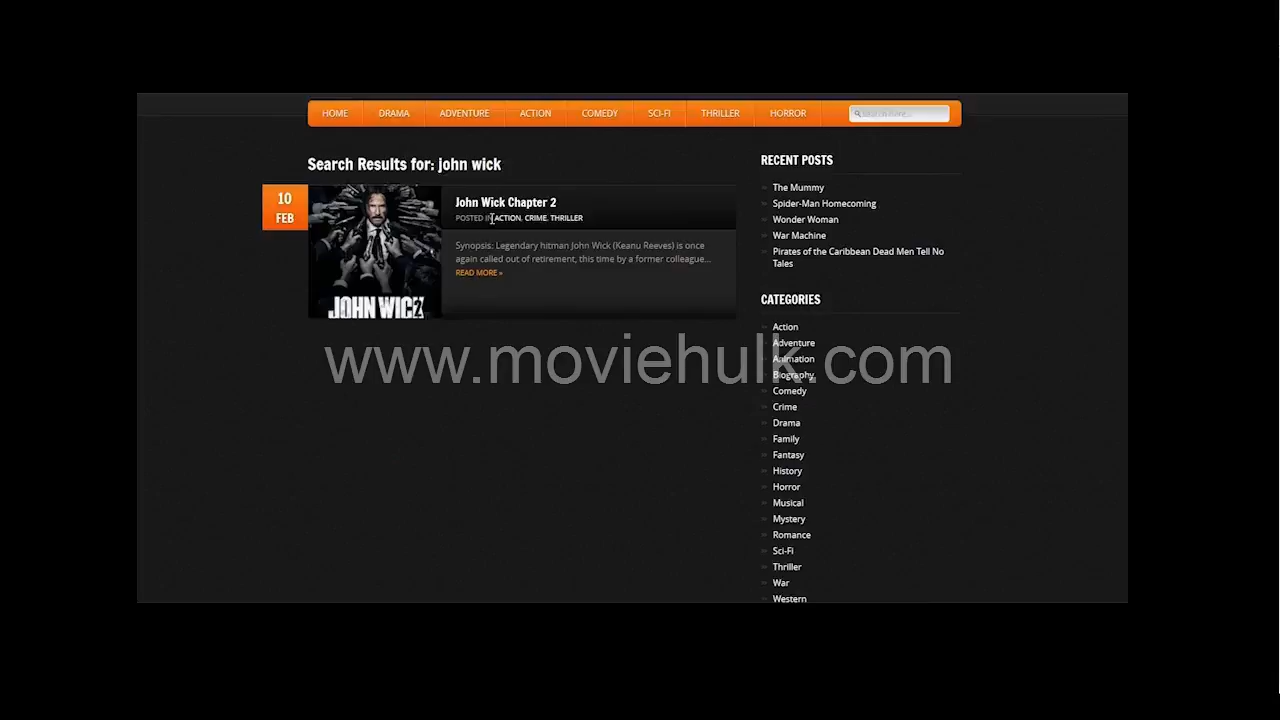 HOME DRAMA ADVENTURE ACTION COMEDY SCI-FI THRILLER HORROR
Search Results for: john wick
10
FEB
John Wick Chapter 2
POSTED IN ACTION, CRIME, THRILLER
Synopsis: Legendary hitman John Wick (Keanu Reeves) is once
again called out of retirement, this time by a former colleague...
READ MORE »
JOHN WICK
2
RECENT POSTS
The Mummy
Spider-Man Homecoming
Wonder Woman
War Machine
Pirates of the Caribbean Dead Men Tell No
Tales
CATEGORIES
Action
Adventure
Animation
Biography
Comedy
Crime
Drama
Family
Fantasy
History
Horror
Musical
Mystery
Romance
Sci-Fi
Thriller
War
Western
www.moviehulk.com